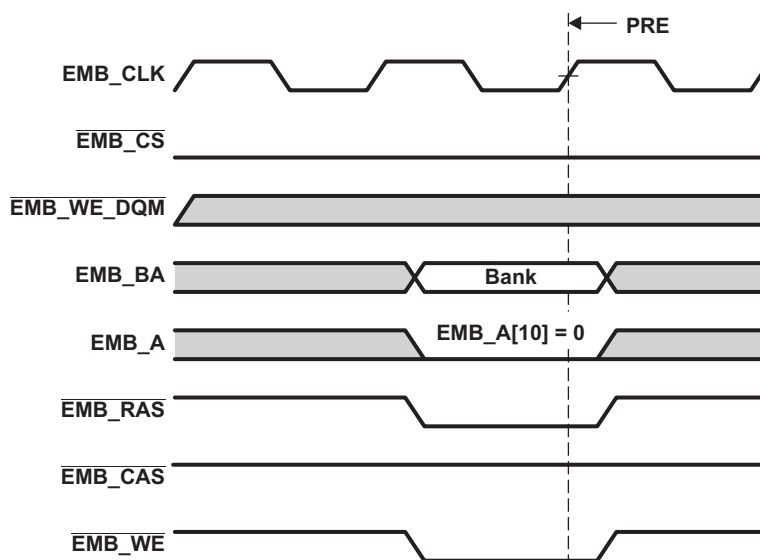 PRE
EMB_CLK
EMB_CS
EMB_WE_DQM
EMB_BA
Bank
EMB_A
EMB_A[10] = 0
EMB_RAS
EMB_CAS
EMB_WE